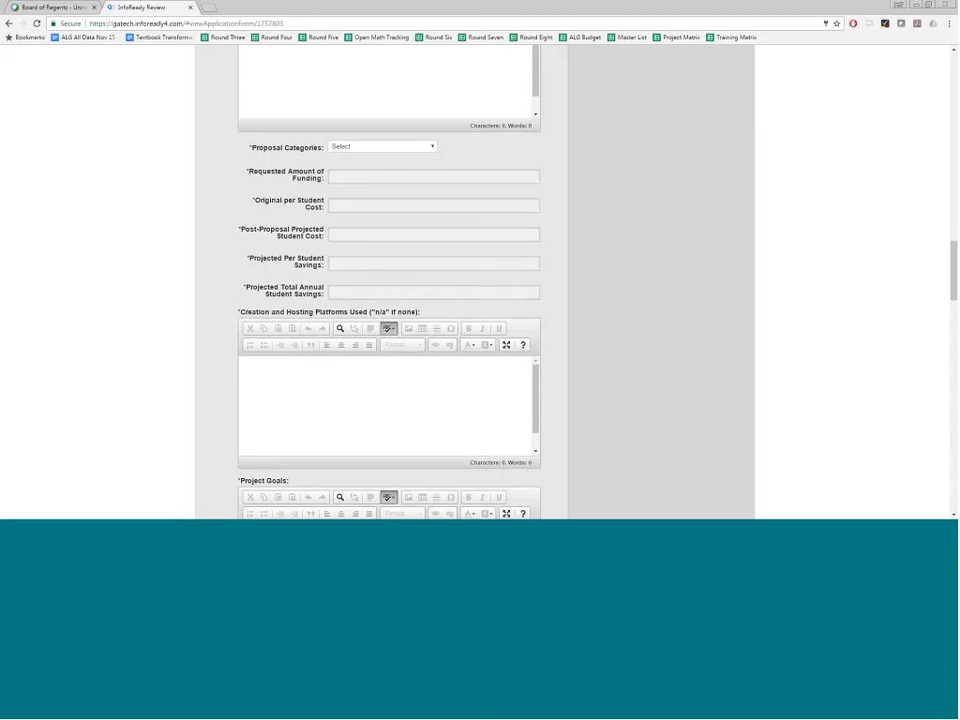 Board of Regents – Univ
InfoReady Review
Secure
https://gatech.infoready4.com/#viewApplicationForm/1757803
Bookmarks
ALG All Data Nov 15
Textbook Transforma
Round Three
Round Four
Round Five
Open Math Tracking
Round Six
Round Seven
Round Eight
ALG Budget
Master List
Project Matrix
Training Matrix
Characters: 0, Words: 0
*Proposal Categories:
Select
*Requested Amount of
Funding:
*Original per Student
Cost:
*Post-Proposal Projected
Student Cost:
*Projected Per Student
Savings:
*Projected Total Annual
Student Savings:
*Creation and Hosting Platforms Used ("n/a" if none):
B I U
Format
A
?
Characters: 0, Words: 0
*Project Goals:
B I U
Format
A
?